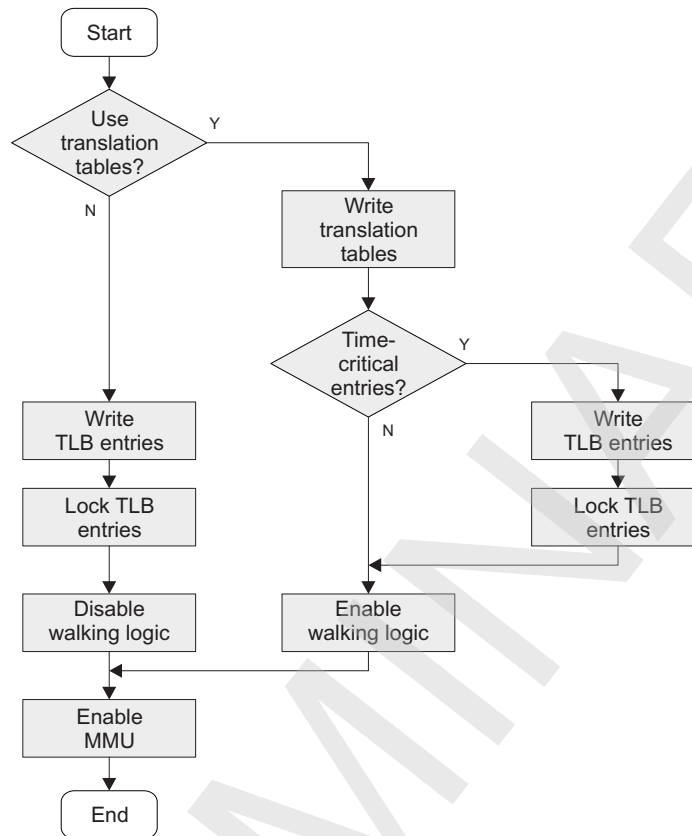 Start
Use
translation
tables?
Y
N
Write
translation
tables
Time-
critical
entries?
Y
N
Write
TLB entries
Write
TLB entries
Lock TLB
entries
Lock TLB
entries
Disable
walking logic
Enable
walking logic
Enable
MMU
End